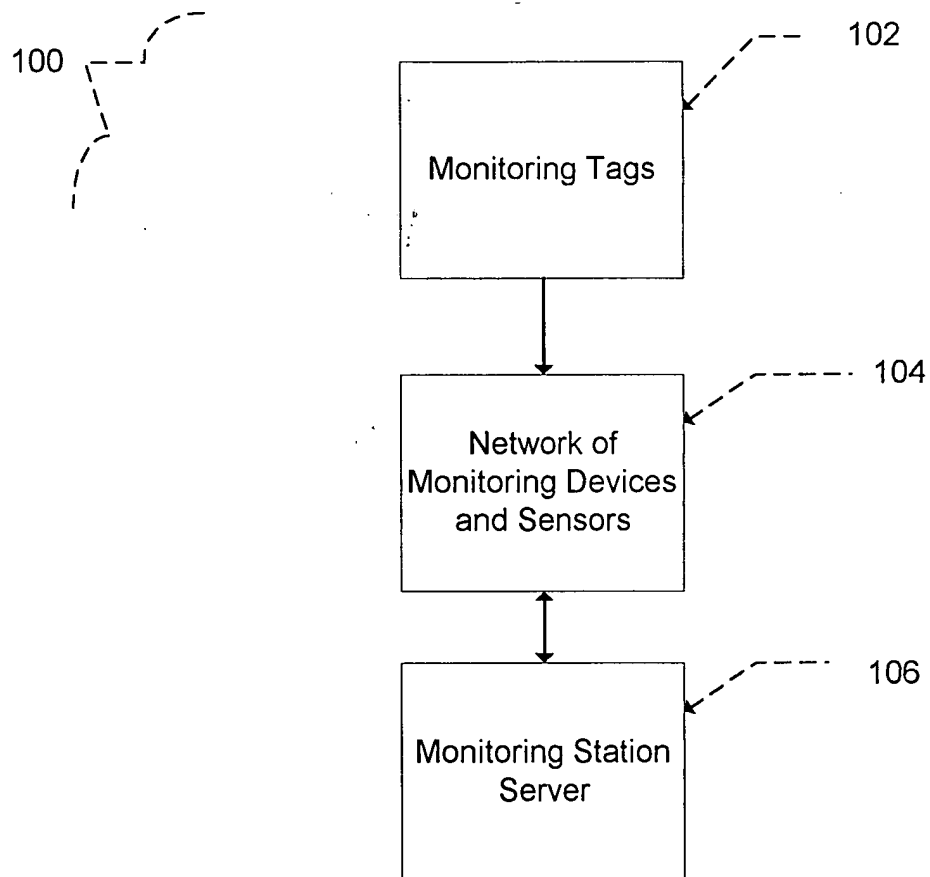 100
102
Monitoring Tags
104
Network of
Monitoring Devices
and Sensors
106
Monitoring Station
Server